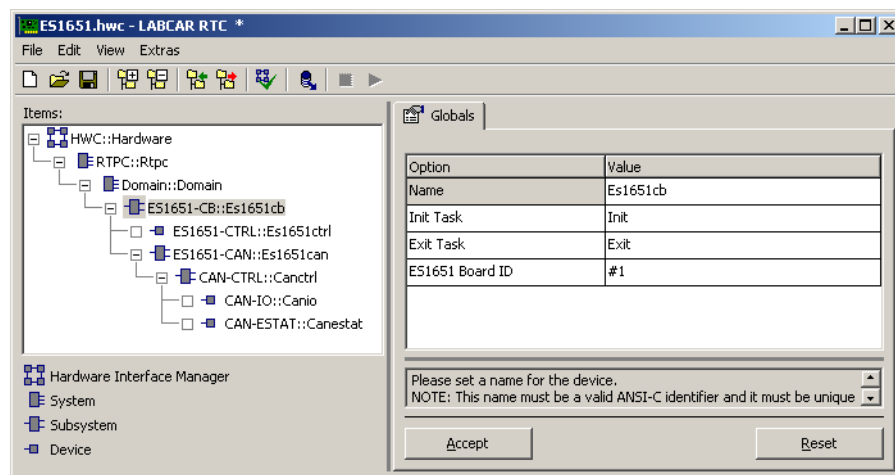 ES1651.hwc - LABCAR RTC *
File Edit View Extras
Items:
HWC::Hardware
RTPC::Rtpc
Domain::Domain
ES1651-CB::Es1651cb
ES1651-CTRL::Es1651ctrl
ES1651-CAN::Es1651can
CAN-CTRL::Canctrl
CAN-IO::Canio
CAN-ESTAT::Canestat
Hardware Interface Manager
System
Subsystem
Device
Globals
Option Value
Name Es1651cb
Init Task Init
Exit Task Exit
ES1651 Board ID #1
Please set a name for the device.
NOTE: This name must be a valid ANSI-C identifier and it must be unique
Accept Reset